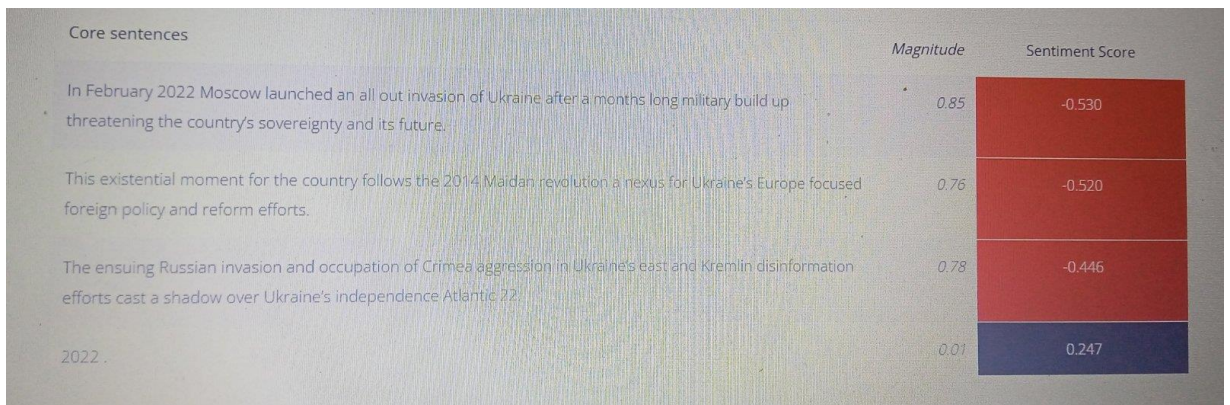 Core sentences
Magnitude Sentiment Score
In February 2022 Moscow launched an all out invasion of Ukraine after a months long military build up 0.85 -0.530
threatening the country's sovereignty and its future.
This existential moment for the country follows the 2014 Maidan revolution a nexus for Ukraine's Europe focused 0.76 -0.520
foreign policy and reform efforts.
The ensuing Russian invasion and occupation of Crimea aggression in Ukraine's east and Kremlin disinformation 0.78 -0.446
efforts cast a shadow over Ukraine's independence Atlantic 22.
2022 . 0.01 0.247